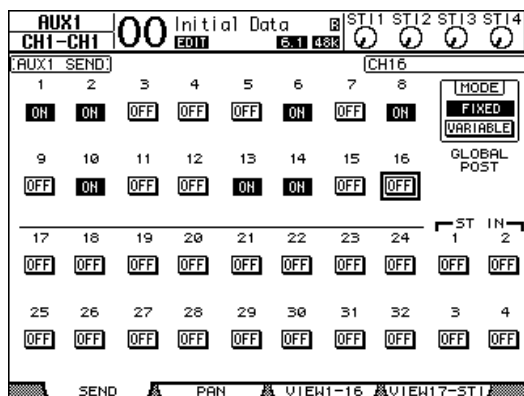 AUX1
CH1-CH1
00
Initial Data
R
EDIT
6.1
48K
STI1 STI2 STI3 STI4
AUX1 SEND
CH16
1 2 3 4 5 6 7 8
ON ON OFF OFF OFF ON OFF ON
MODE
FIXED
VARIABLE
GLOBAL
POST
9 10 11 12 13 14 15 16
OFF ON OFF OFF ON ON OFF OFF
ST IN
17 18 19 20 21 22 23 24 1 2
OFF OFF OFF OFF OFF OFF OFF OFF OFF OFF
25 26 27 28 29 30 31 32 3 4
OFF OFF OFF OFF OFF OFF OFF OFF OFF OFF
SEND PAN VIEW1-16 VIEW17-STI